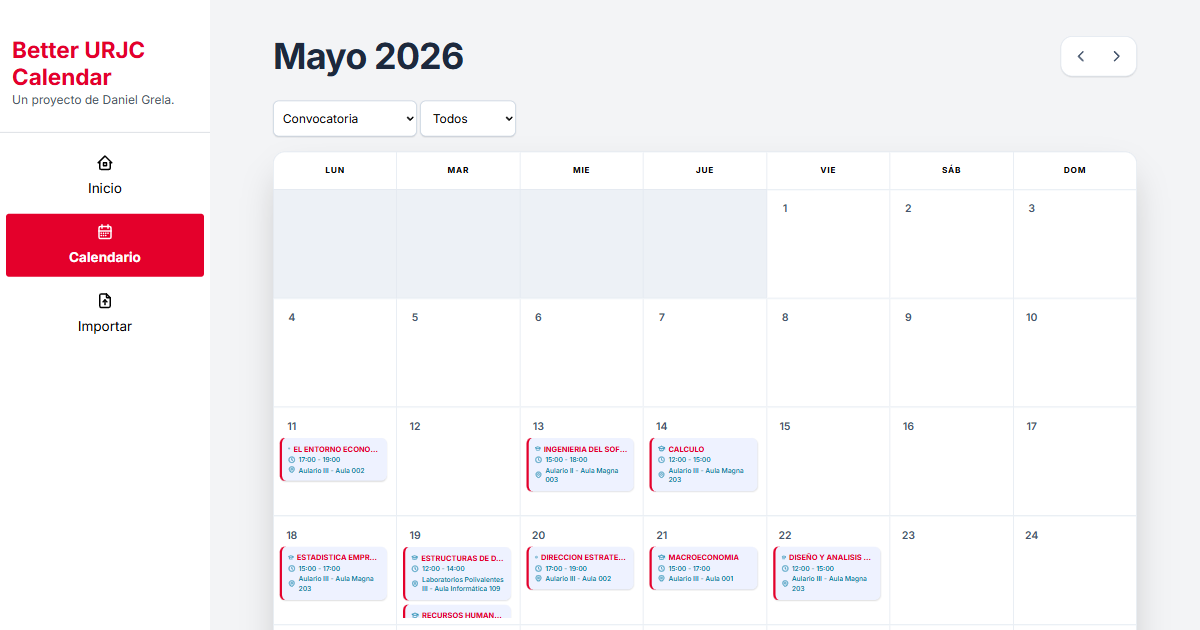 Better URJC
Calendar
Un proyecto de Daniel Grela.
Inicio
Calendario
Importar
Mayo 2026
Convocatoria
Todos
LUN MAR MIE JUE VIE SÁB DOM
1 2 3
4 5 6 7 8 9 10
11 12 13 14 15 16 17
EL ENTORNO ECONO...
17:00 - 19:00
Aulario III - Aula 002
INGENIERIA DEL SOF...
15:00 - 18:00
Aulario II - Aula Magna
003
CALCULO
12:00 - 15:00
Aulario III - Aula Magna
203
18 19 20 21 22 23 24
ESTADISTICA EMPR...
15:00 - 17:00
Aulario III - Aula Magna
203
ESTRUCTURAS DE D...
12:00 - 14:00
Laboratorios Polivalentes
III - Aula Informática 109
RECURSOS HUMAN...
DIRECCION ESTRATE...
17:00 - 19:00
Aulario III - Aula 002
MACROECONOMIA
15:00 - 17:00
Aulario III - Aula 001
DISEÑO Y ANALISIS ...
12:00 - 15:00
Aulario III - Aula Magna
203